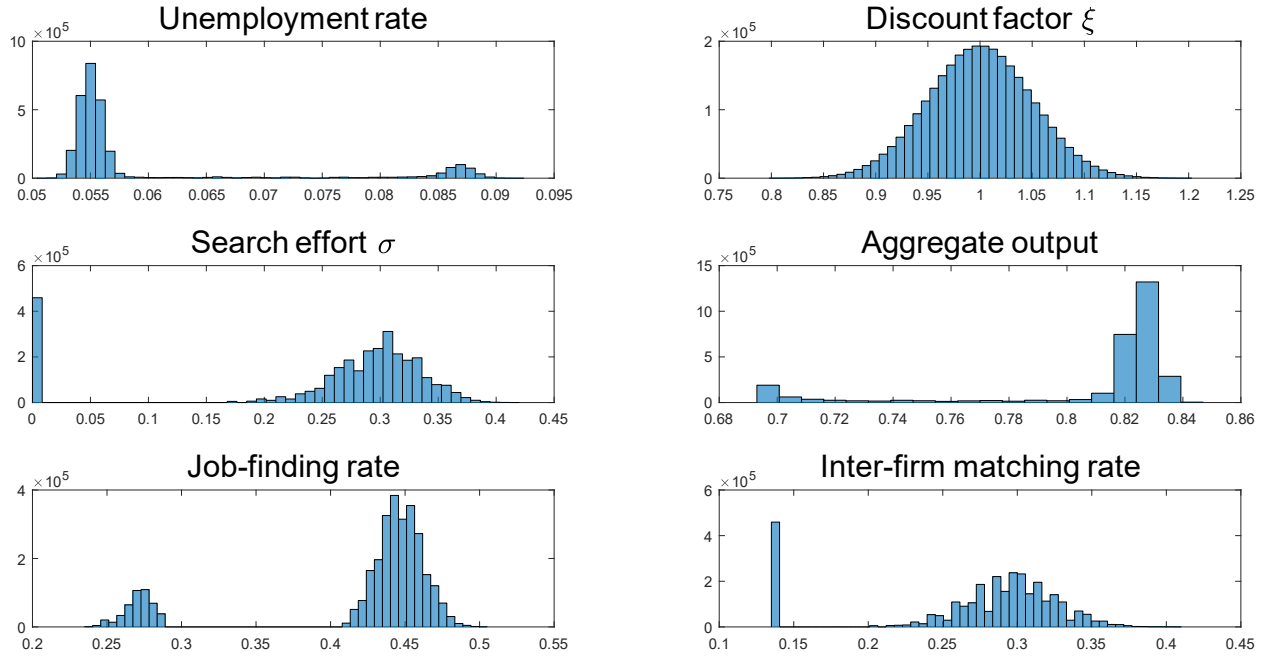 Unemployment rate
× 10^5
10
5
0
0.05 0.055 0.06 0.065 0.07 0.075 0.08 0.085 0.09 0.095
Discount factor ξ
× 10^5
2
1
0
0.75 0.8 0.85 0.9 0.95 1 1.05 1.1 1.15 1.2 1.25
Search effort σ
× 10^5
6
4
2
0
0 0.05 0.1 0.15 0.2 0.25 0.3 0.35 0.4 0.45
Aggregate output
× 10^5
15
10
5
0
0.68 0.7 0.72 0.74 0.76 0.78 0.8 0.82 0.84 0.86
Job-finding rate
× 10^5
4
2
0
0.2 0.25 0.3 0.35 0.4 0.45 0.5 0.55
Inter-firm matching rate
× 10^5
6
4
2
0
0.1 0.15 0.2 0.25 0.3 0.35 0.4 0.45